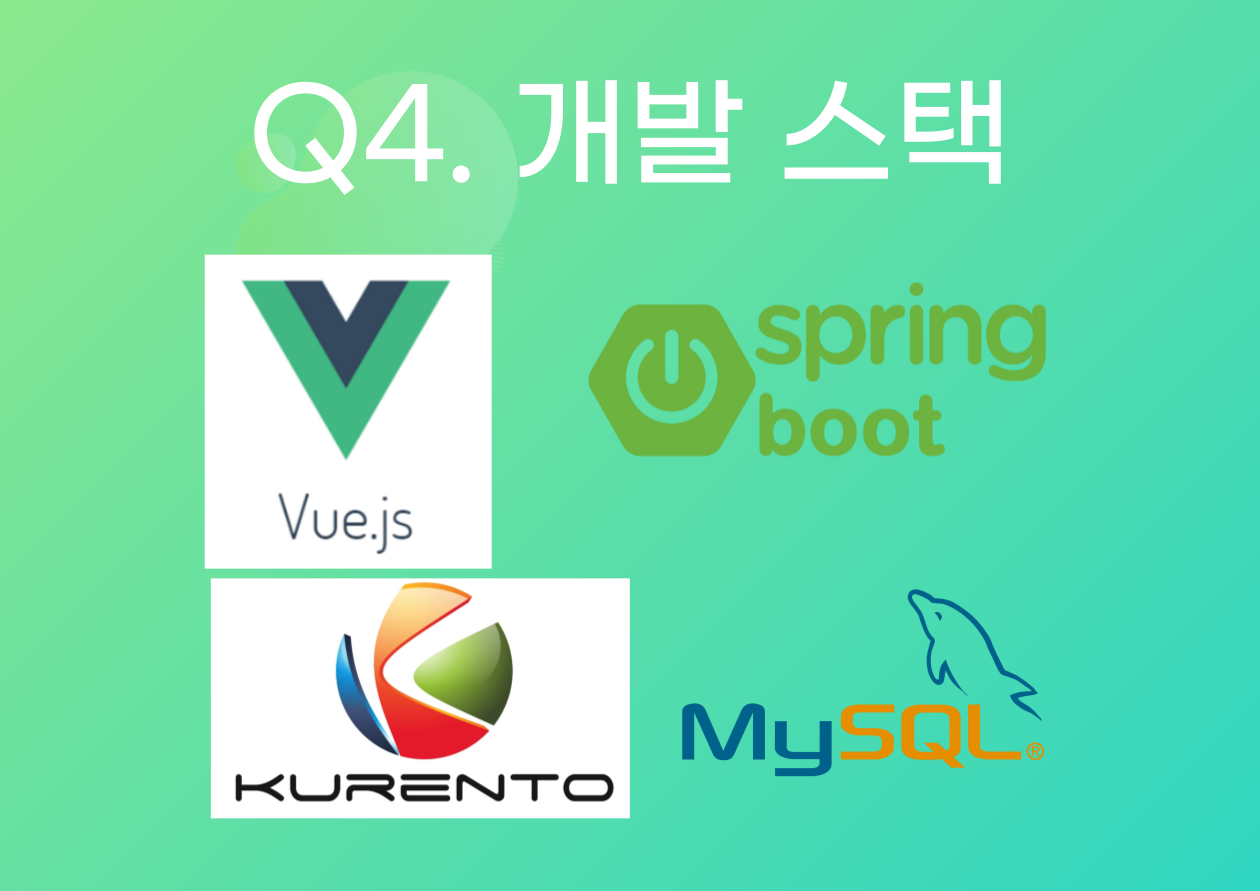 Q4. 개발 스택
Vue.js
spring
boot
KURENTO
MySQL®